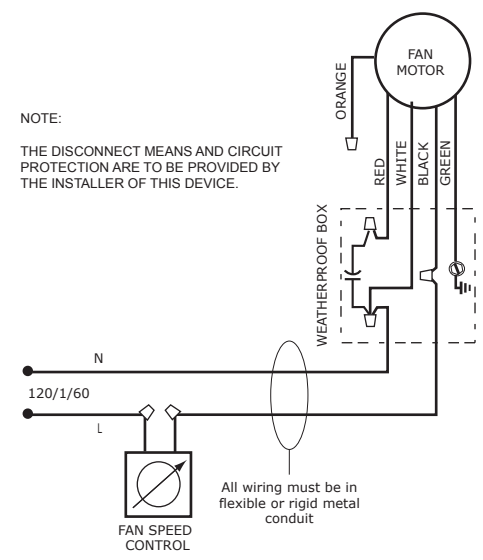 FAN
MOTOR
ORANGE
RED
WHITE
BLACK
GREEN
NOTE:
THE DISCONNECT MEANS AND CIRCUIT
PROTECTION ARE TO BE PROVIDED BY
THE INSTALLER OF THIS DEVICE.
WEATHERPROOF BOX
N
120/1/60
L
All wiring must be in
flexible or rigid metal
conduit
FAN SPEED
CONTROL